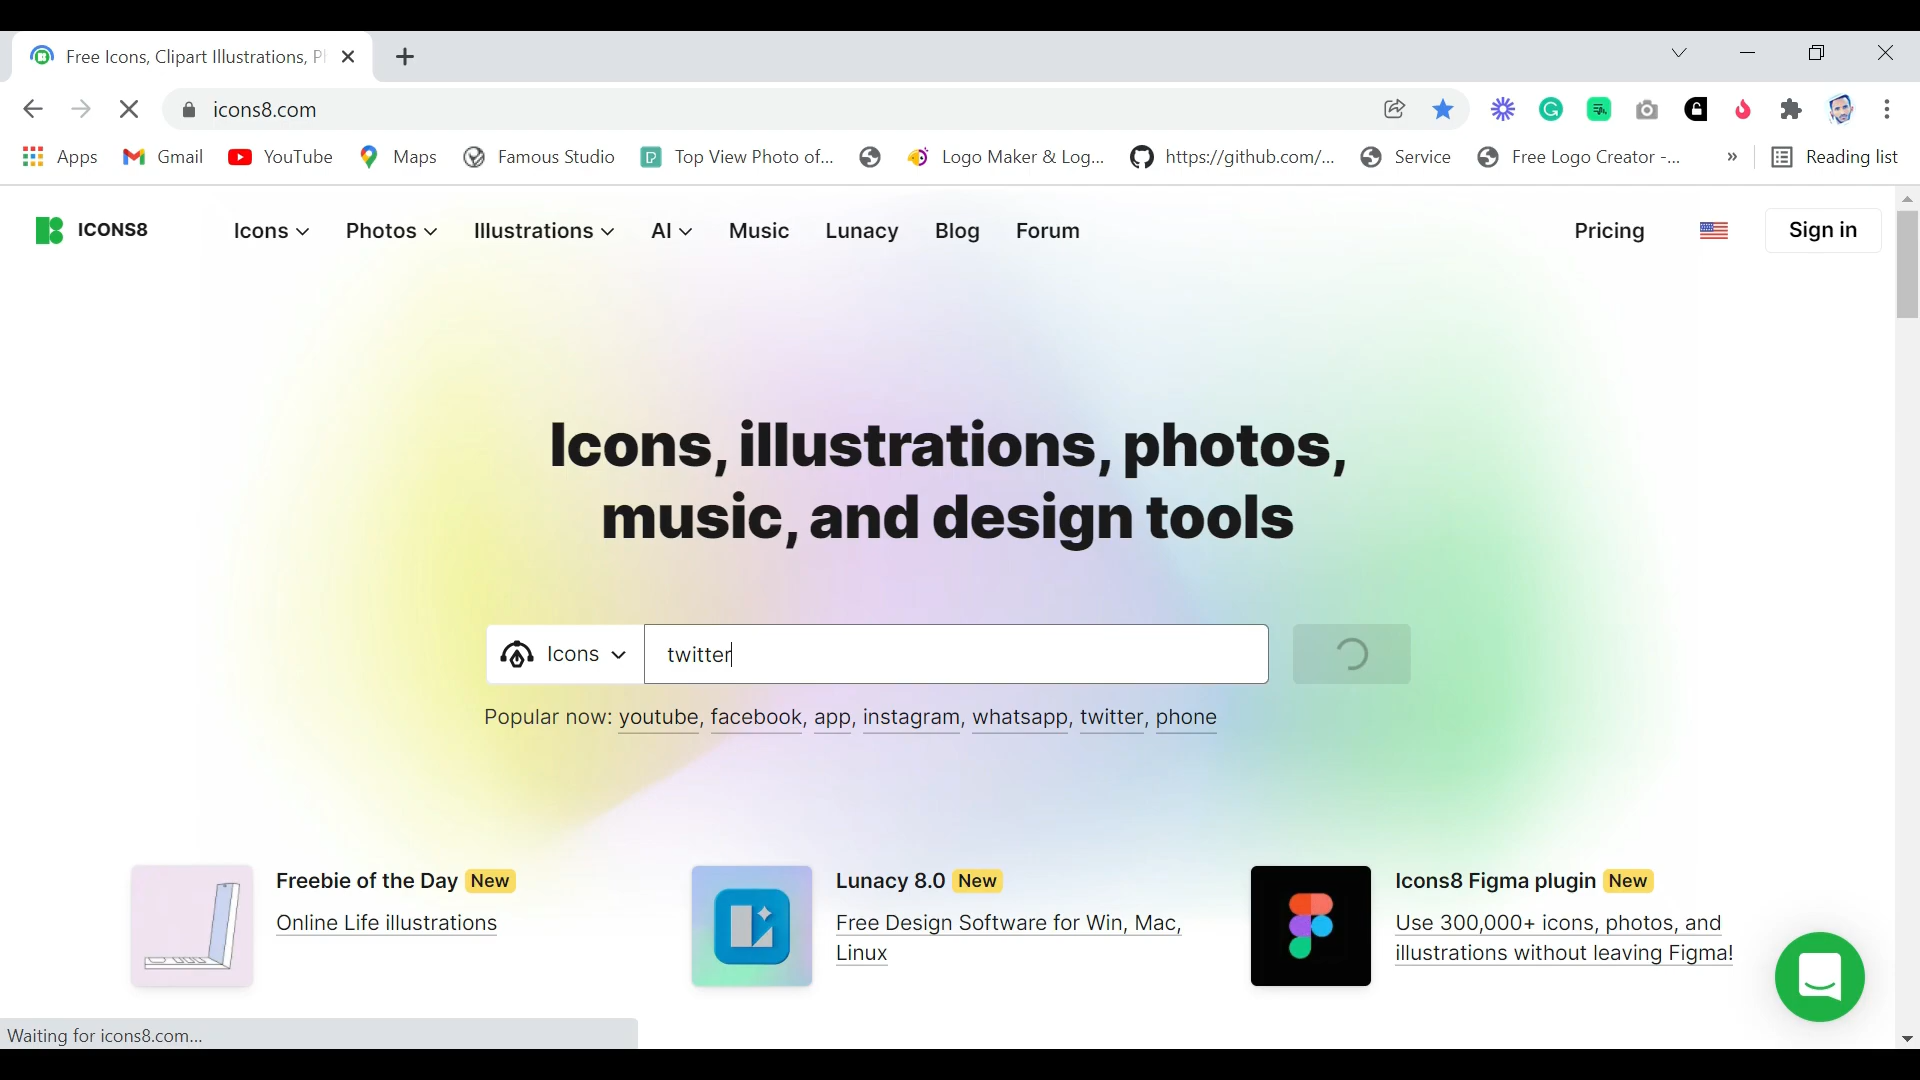 Free Icons, Clipart Illustrations, P
icons8.com
Apps Gmail YouTube Maps Famous Studio Top View Photo of... Logo Maker & Log... https://github.com/... Service Free Logo Creator -... » Reading list
ICONS8 Icons Photos Illustrations AI Music Lunacy Blog Forum Pricing Sign in
Icons, illustrations, photos,
music, and design tools
Icons twitter
Popular now: youtube, facebook, app, instagram, whatsapp, twitter, phone
Freebie of the Day New
Online Life illustrations
Lunacy 8.0 New
Free Design Software for Win, Mac,
Linux
Icons8 Figma plugin New
Use 300,000+ icons, photos, and
illustrations without leaving Figma!
Waiting for icons8.com...